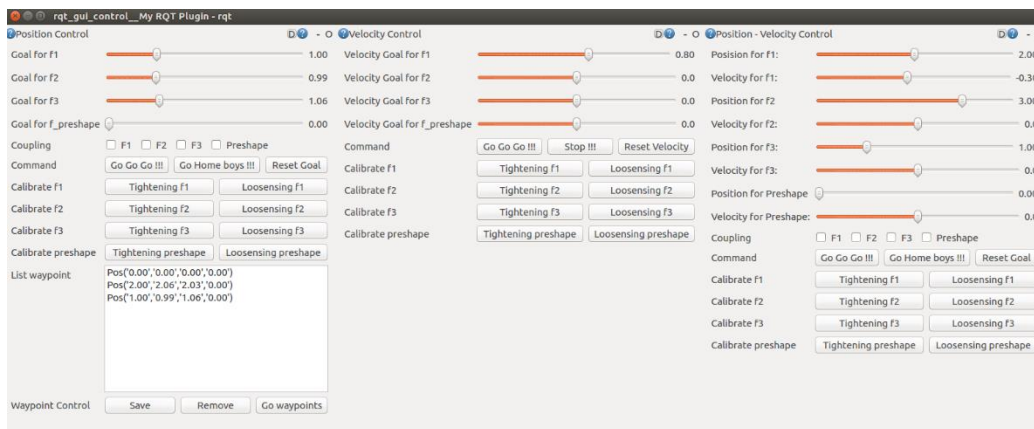 rqt_gui_control__My RQT Plugin - rqt
Position Control D - O
Goal for f1 1.00
Goal for f2 0.99
Goal for f3 1.06
Goal for f_preshape 0.00
Coupling F1 F2 F3 Preshape
Command Go Go Go !!! Go Home boys !!! Reset Goal
Calibrate f1 Tightening f1 Loosensing f1
Calibrate f2 Tightening f2 Loosensing f2
Calibrate f3 Tightening f3 Loosensing f3
Calibrate preshape Tightening preshape Loosensing preshape
List waypoint
Pos('0.00','0.00','0.00','0.00')
Pos('2.00','2.06','2.03','0.00')
Pos('1.00','0.99','1.06','0.00')
Waypoint Control Save Remove Go waypoints
Velocity Control D - O
Velocity Goal for f1 0.80
Velocity Goal for f2 0.0
Velocity Goal for f3 0.0
Velocity Goal for f_preshape 0.0
Command Go Go Go !!! Stop !!! Reset Velocity
Calibrate f1 Tightening f1 Loosensing f1
Calibrate f2 Tightening f2 Loosensing f2
Calibrate f3 Tightening f3 Loosensing f3
Calibrate preshape Tightening preshape Loosensing preshape
Position - Velocity Control D -
Posision for f1: 2.00
Velocity for f1: -0.30
Position for f2 3.00
Velocity for f2: 0.0
Position for f3: 1.00
Velocity for f3: 0.0
Position for Preshape 0.00
Velocity for Preshape: 0.0
Coupling F1 F2 F3 Preshape
Command Go Go Go !!! Go Home boys !!! Reset Goal
Calibrate f1 Tightening f1 Loosensing f1
Calibrate f2 Tightening f2 Loosensing f2
Calibrate f3 Tightening f3 Loosensing f3
Calibrate preshape Tightening preshape Loosensing preshape